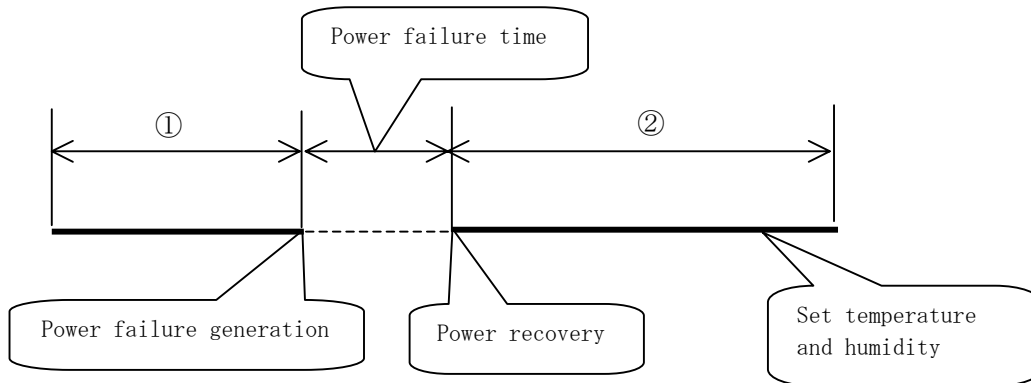 Power failure time
①
②
Power failure generation
Power recovery
Set temperature
and humidity